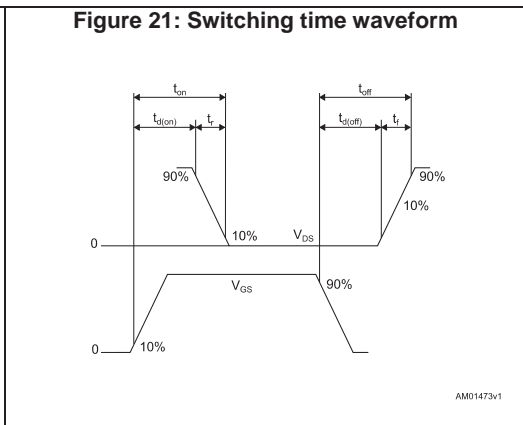 Figure 21: Switching time waveform
ton toff
td(on) tr td(off) tf
90% 90%
10%
0 10% VDS
VGS 90%
0 10%
AM01473v1